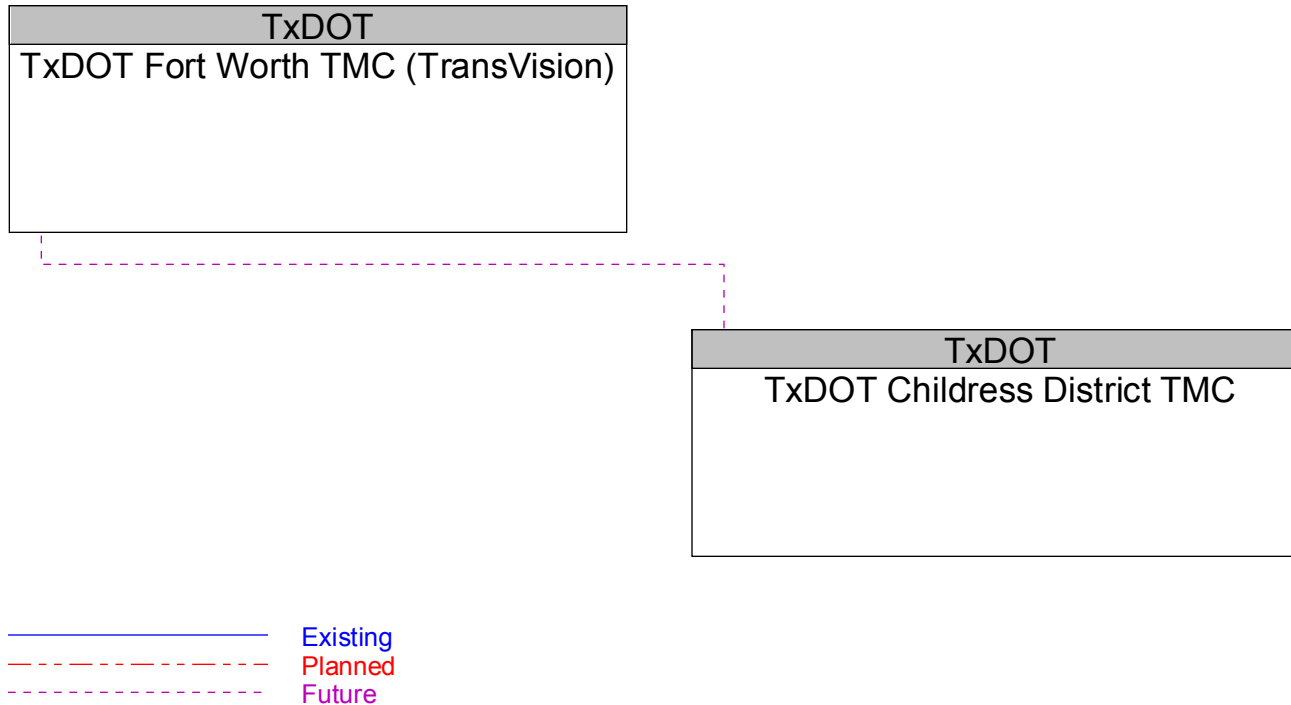 TxDOT
TxDOT Fort Worth TMC (TransVision)
TxDOT
TxDOT Childress District TMC
Existing
Planned
Future